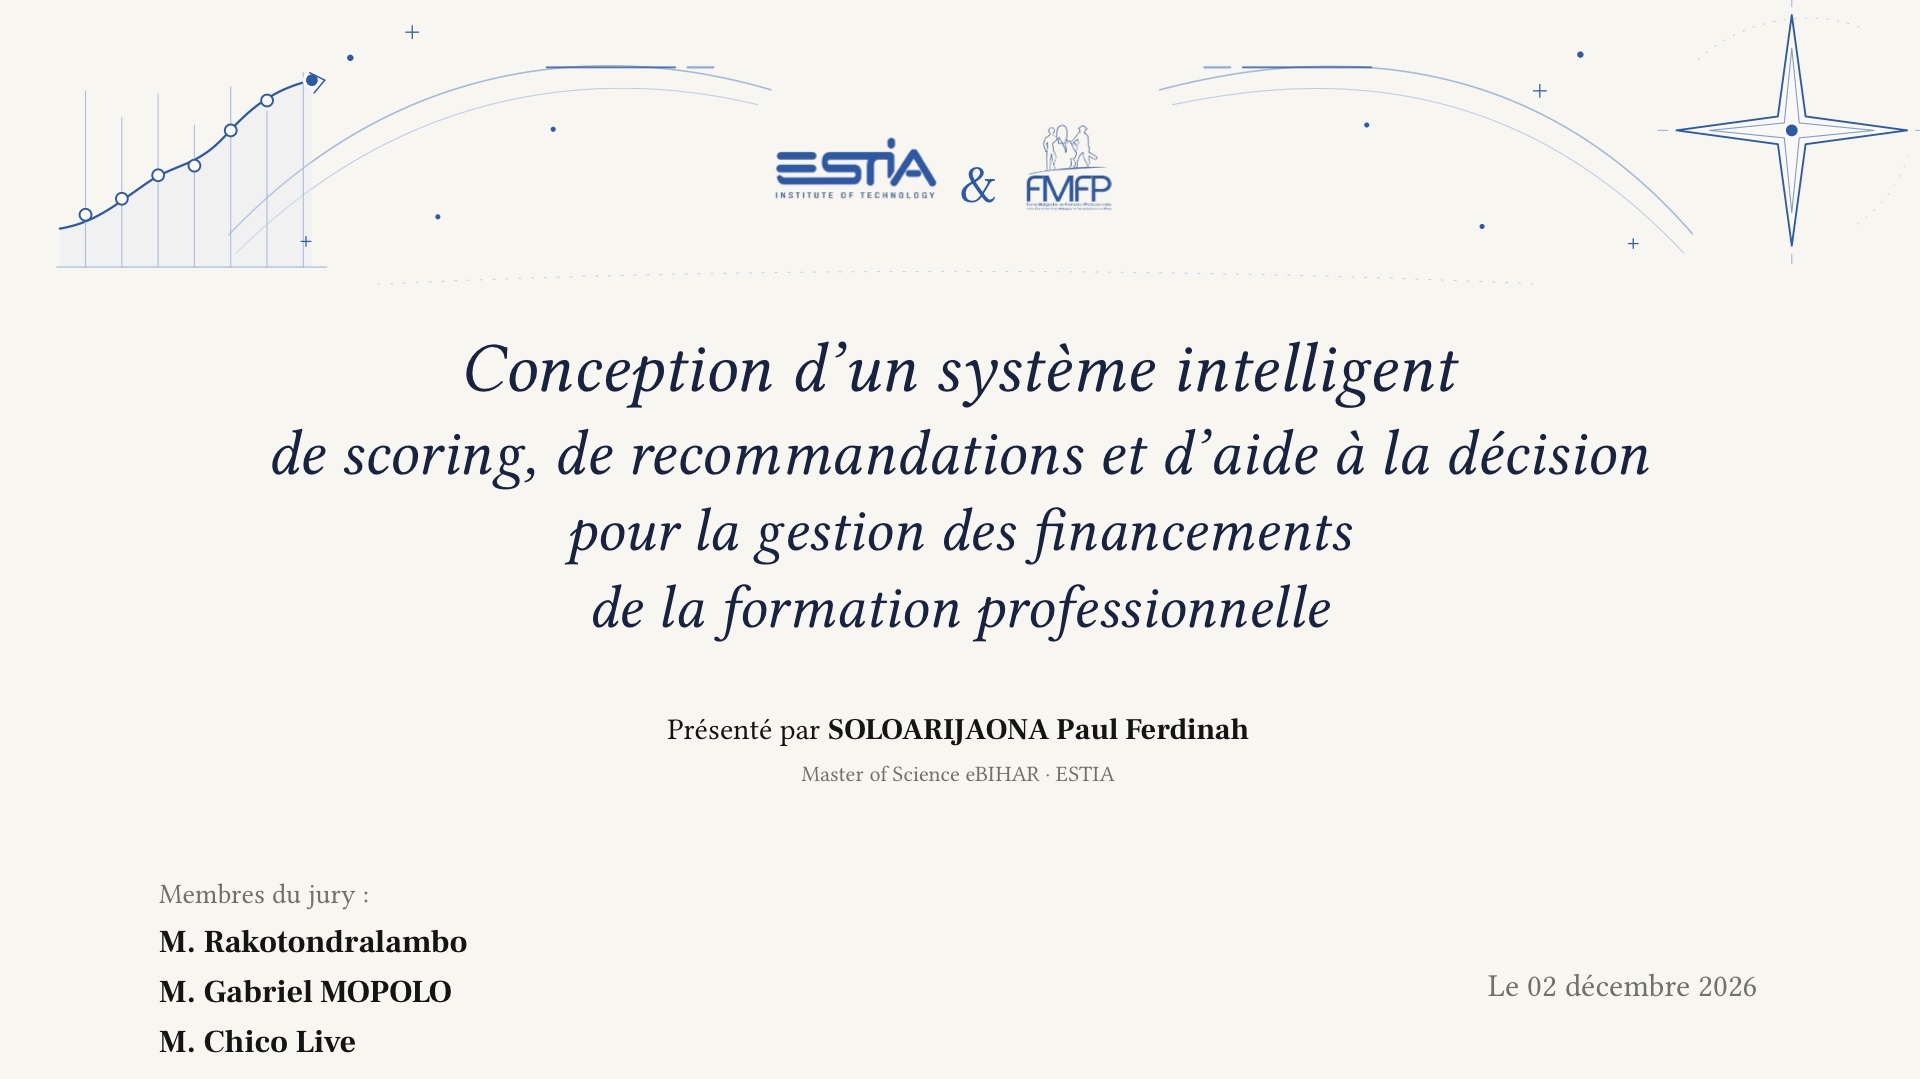 ESTIA
INSTITUTE OF TECHNOLOGY
&
FMFP
Conception d’un système intelligent
de scoring, de recommandations et d’aide à la décision
pour la gestion des financements
de la formation professionnelle
Présenté par SOLOARIJAONA Paul Ferdinah
Master of Science eBIHAR · ESTIA
Membres du jury :
M. Rakotondralambo
M. Gabriel MOPOLO
M. Chico Live
Le 02 décembre 2026